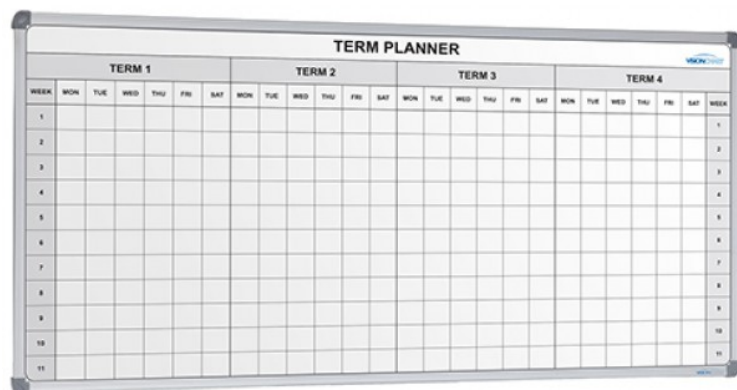 TERM PLANNER
VISIONCHART
TERM 1 TERM 2 TERM 3 TERM 4
WEEK MON TUE WED THU FRI SAT MON TUE WED THU FRI SAT MON TUE WED THU FRI SAT MON TUE WED THU FRI SAT WEEK
1 1
2 2
3 3
4 4
5 5
6 6
7 7
8 8
9 9
10 10
11 11